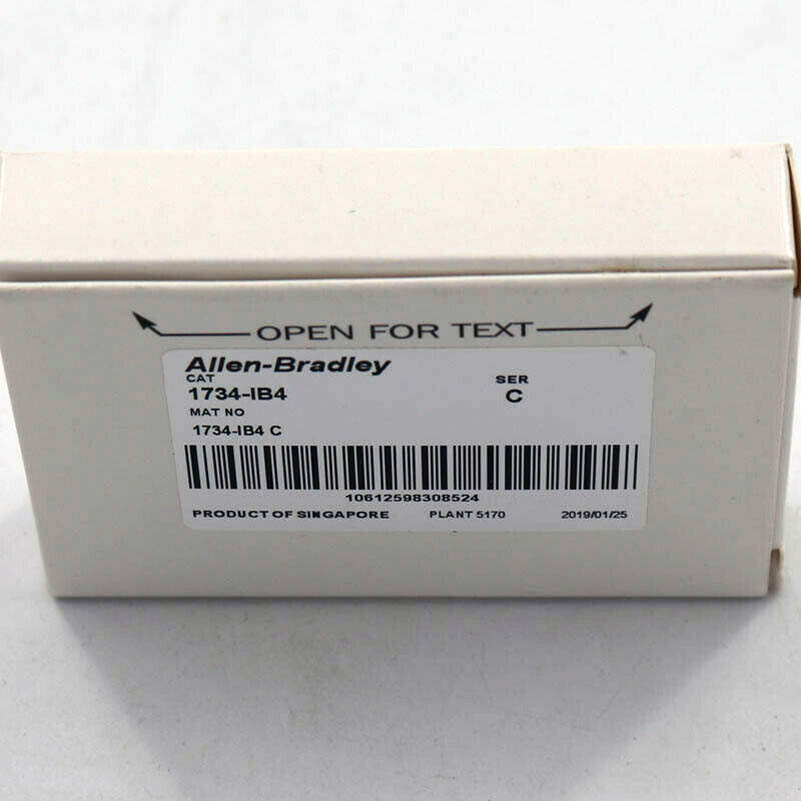 OPEN FOR TEXT
Allen-Bradley
CAT
SER
1734-IB4
C
MAT NO
1734-IB4 C
10612598308524
PRODUCT OF SINGAPORE PLANT 5170 2019/01/25